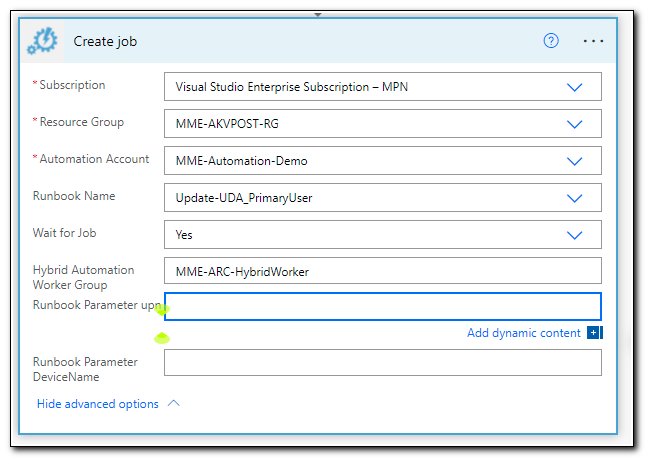 Create job
* Subscription Visual Studio Enterprise Subscription – MPN
* Resource Group MME-AKVPOST-RG
* Automation Account MME-Automation-Demo
Runbook Name Update-UDA_PrimaryUser
Wait for Job Yes
Hybrid Automation
Worker Group MME-ARC-HybridWorker
Runbook Parameter upn
Add dynamic content
Runbook Parameter
DeviceName
Hide advanced options